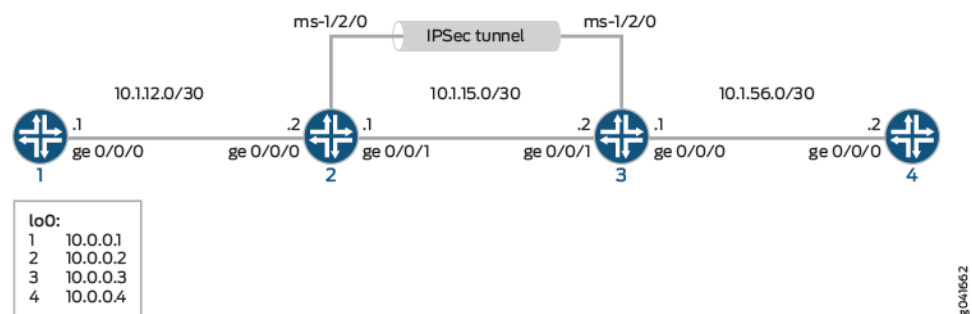 ms-1/2/0 IPSec tunnel ms-1/2/0
10.1.12.0/30 10.1.15.0/30 10.1.56.0/30
.1 .2 .1 .2 .1 .2
ge 0/0/0 ge 0/0/0 ge 0/0/1 ge 0/0/1 ge 0/0/0 ge 0/0/0
1 2 3 4
lo0:
1 10.0.0.1
2 10.0.0.2
3 10.0.0.3
4 10.0.0.4
g041662